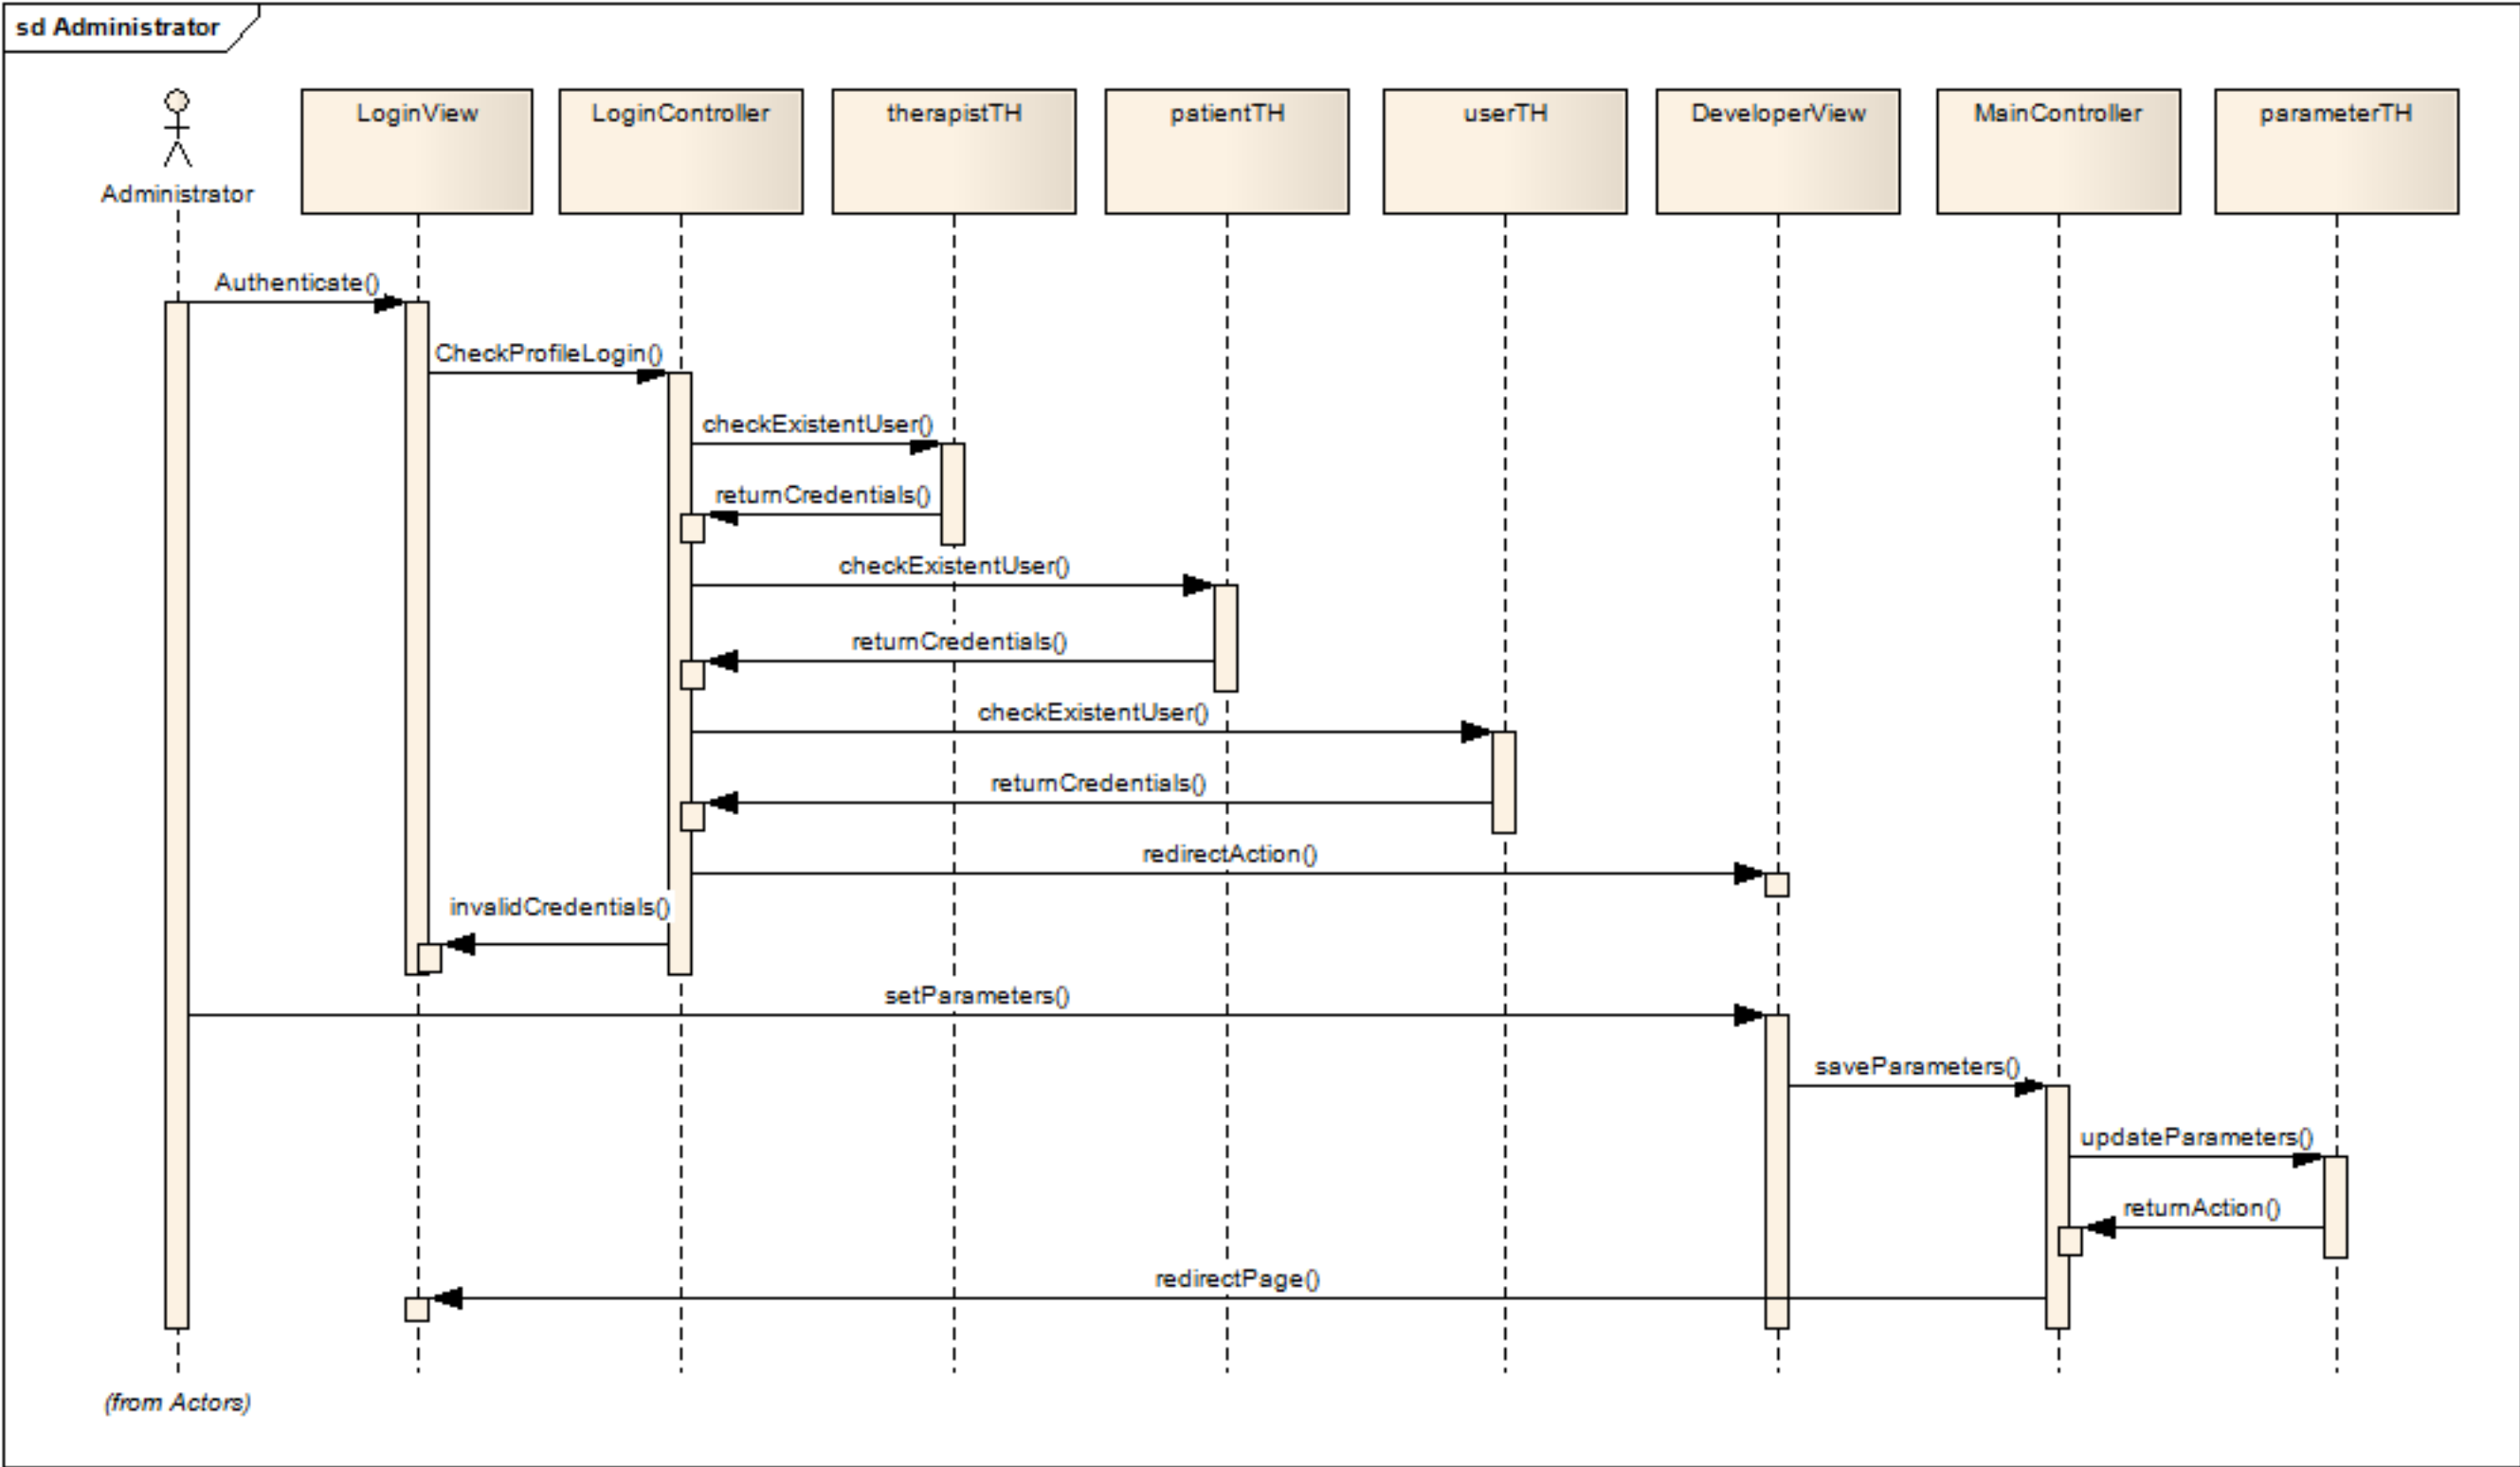 sd Administrator
LoginView
LoginController
therapistTH
patientTH
userTH
DeveloperView
MainController
parameterTH
Administrator
Authenticate()
CheckProfileLogin()
checkExistentUser()
returnCredentials()
checkExistentUser()
returnCredentials()
checkExistentUser()
returnCredentials()
redirectAction()
invalidCredentials()
setParameters()
saveParameters()
updateParameters()
returnAction()
redirectPage()
(from Actors)